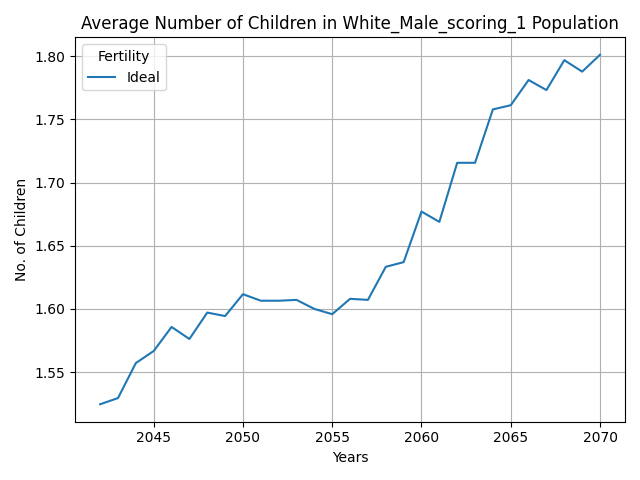 Average Number of Children in White_Male_scoring_1 Population
Fertility
Ideal
No. of Children
1.80
1.75
1.70
1.65
1.60
1.55
2045 2050 2055 2060 2065 2070
Years